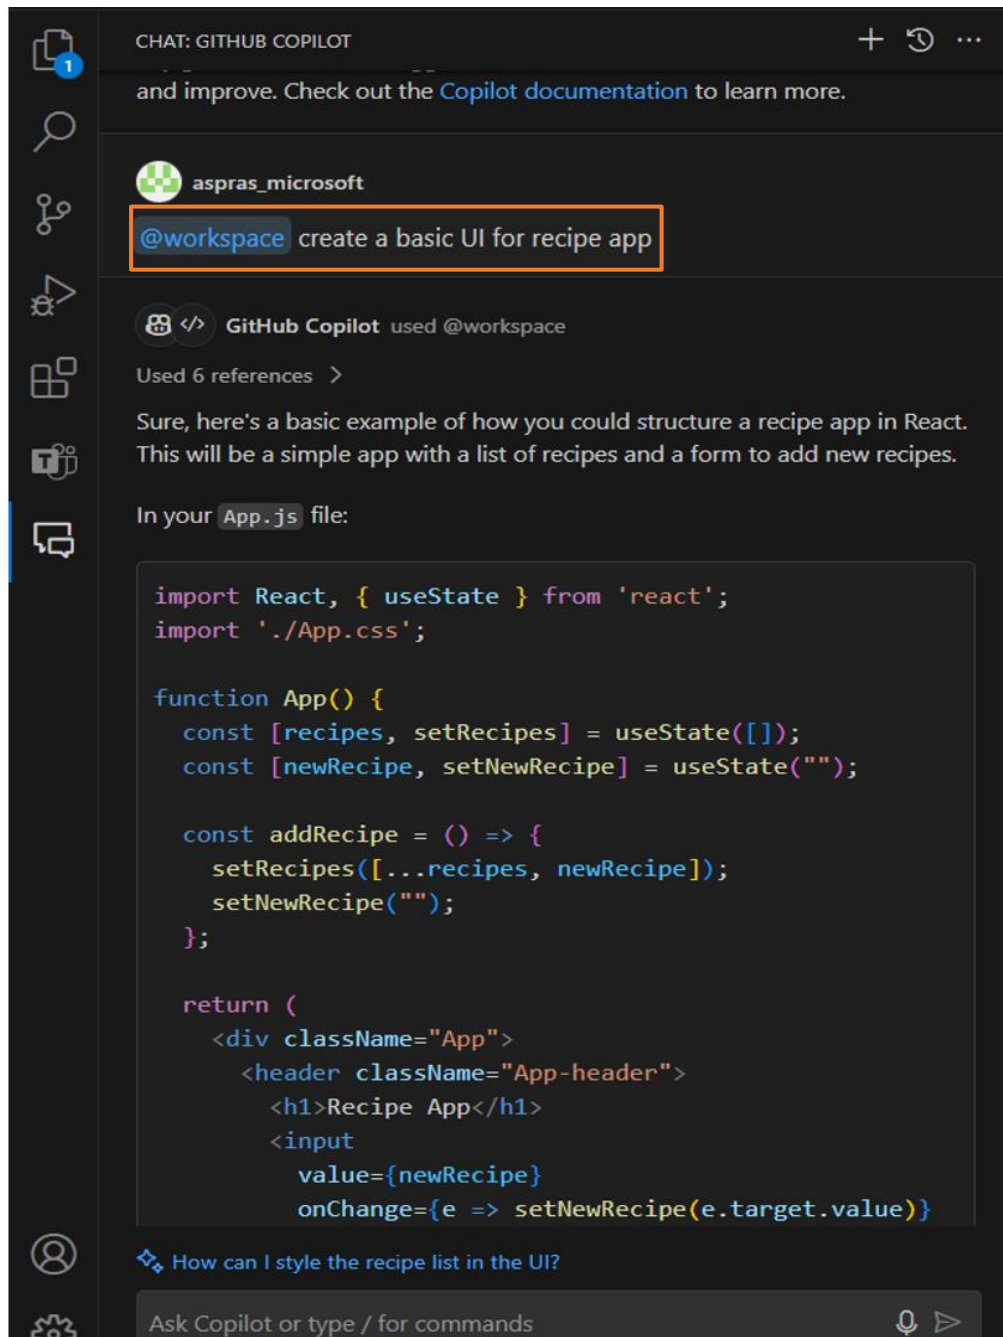 CHAT: GITHUB COPILOT
and improve. Check out the Copilot documentation to learn more.
1
aspras_microsoft
@workspace create a basic UI for recipe app
GitHub Copilot used @workspace
Used 6 references >
Sure, here's a basic example of how you could structure a recipe app in React.
This will be a simple app with a list of recipes and a form to add new recipes.
In your App.js file:
import React, { useState } from 'react';
import './App.css';
function App() {
const [recipes, setRecipes] = useState([]);
const [newRecipe, setNewRecipe] = useState("");
const addRecipe = () => {
setRecipes([...recipes, newRecipe]);
setNewRecipe("");
};
return (
<div className="App">
<header className="App-header">
<h1>Recipe App</h1>
<input
value={newRecipe}
onChange={e => setNewRecipe(e.target.value)}
How can I style the recipe list in the UI?
Ask Copilot or type / for commands